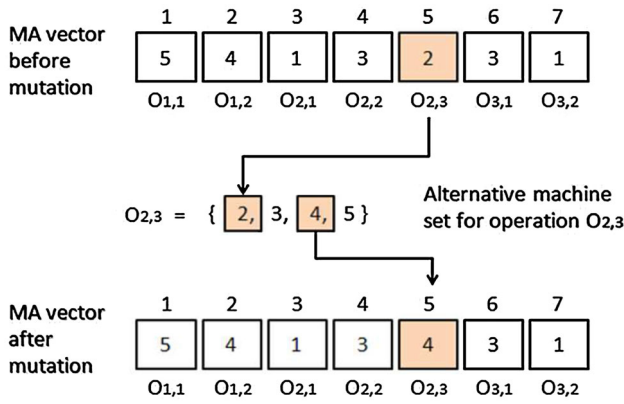 1 2 3 4 5 6 7
MA vector
before
mutation
5 4 1 3 2 3 1
O1,1 O1,2 O2,1 O2,2 O2,3 O3,1 O3,2
O2,3 = { 2, 3, 4, 5 }
Alternative machine
set for operation O2,3
1 2 3 4 5 6 7
MA vector
after
mutation
5 4 1 3 4 3 1
O1,1 O1,2 O2,1 O2,2 O2,3 O3,1 O3,2